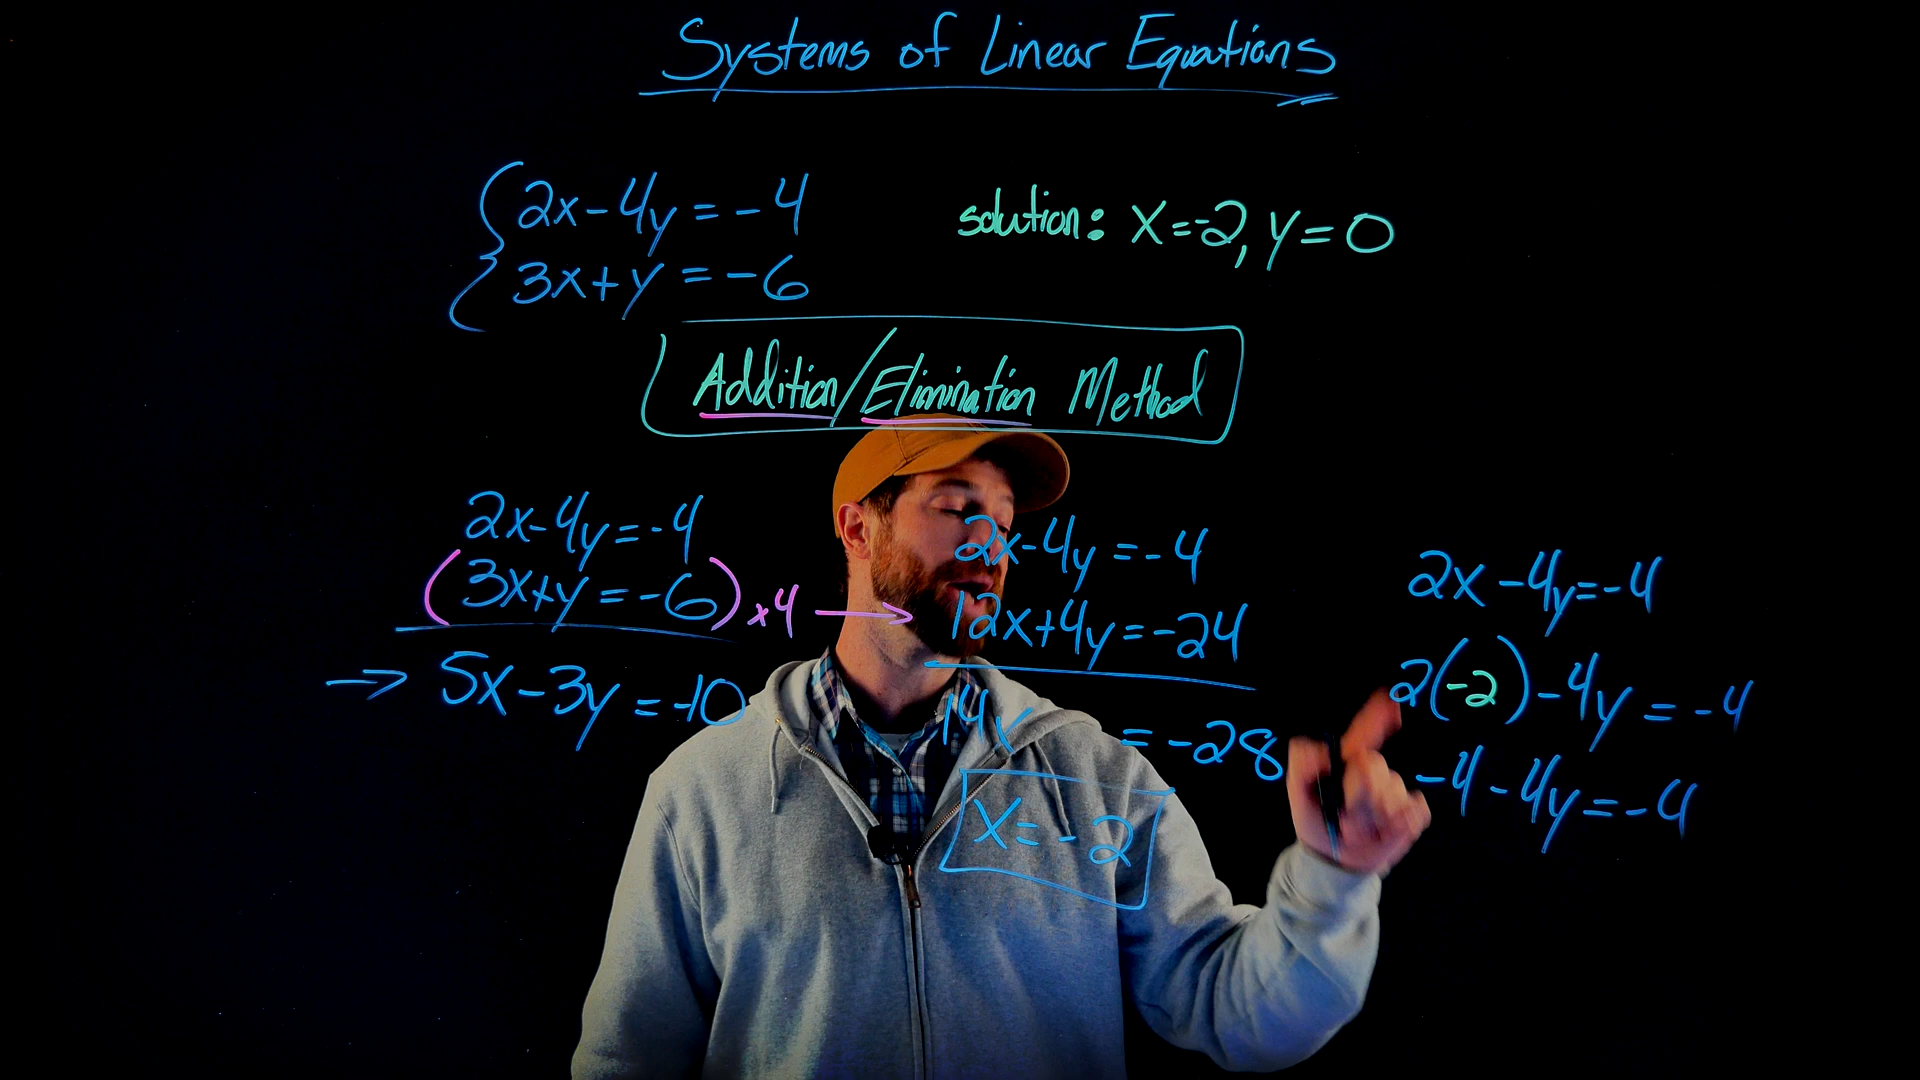 Systems of Linear Equations
2x-4y=-4
3x+y=-6
solution: x=-2, y=0
Addition/Elimination Method
2x-4y=-4
(3x+y=-6)x4 →
→ 5x-3y=-10
2x-4y=-4
12x+4y=-24
14x =-28
x=-2
2x-4y=-4
2(-2)-4y=-4
-4-4y=-4